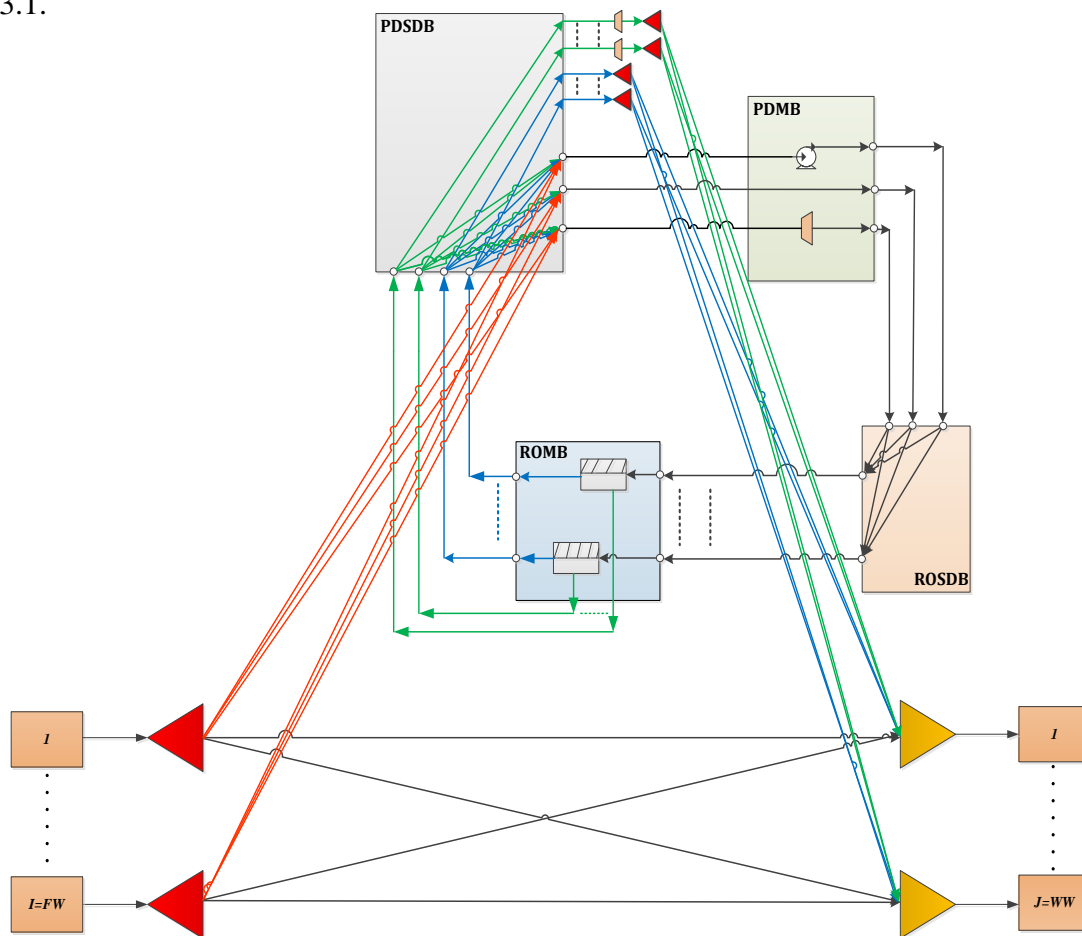 3.1.
PDSDB
PDMB
ROMB
ROSDB
1
1
I=FW
J=WW